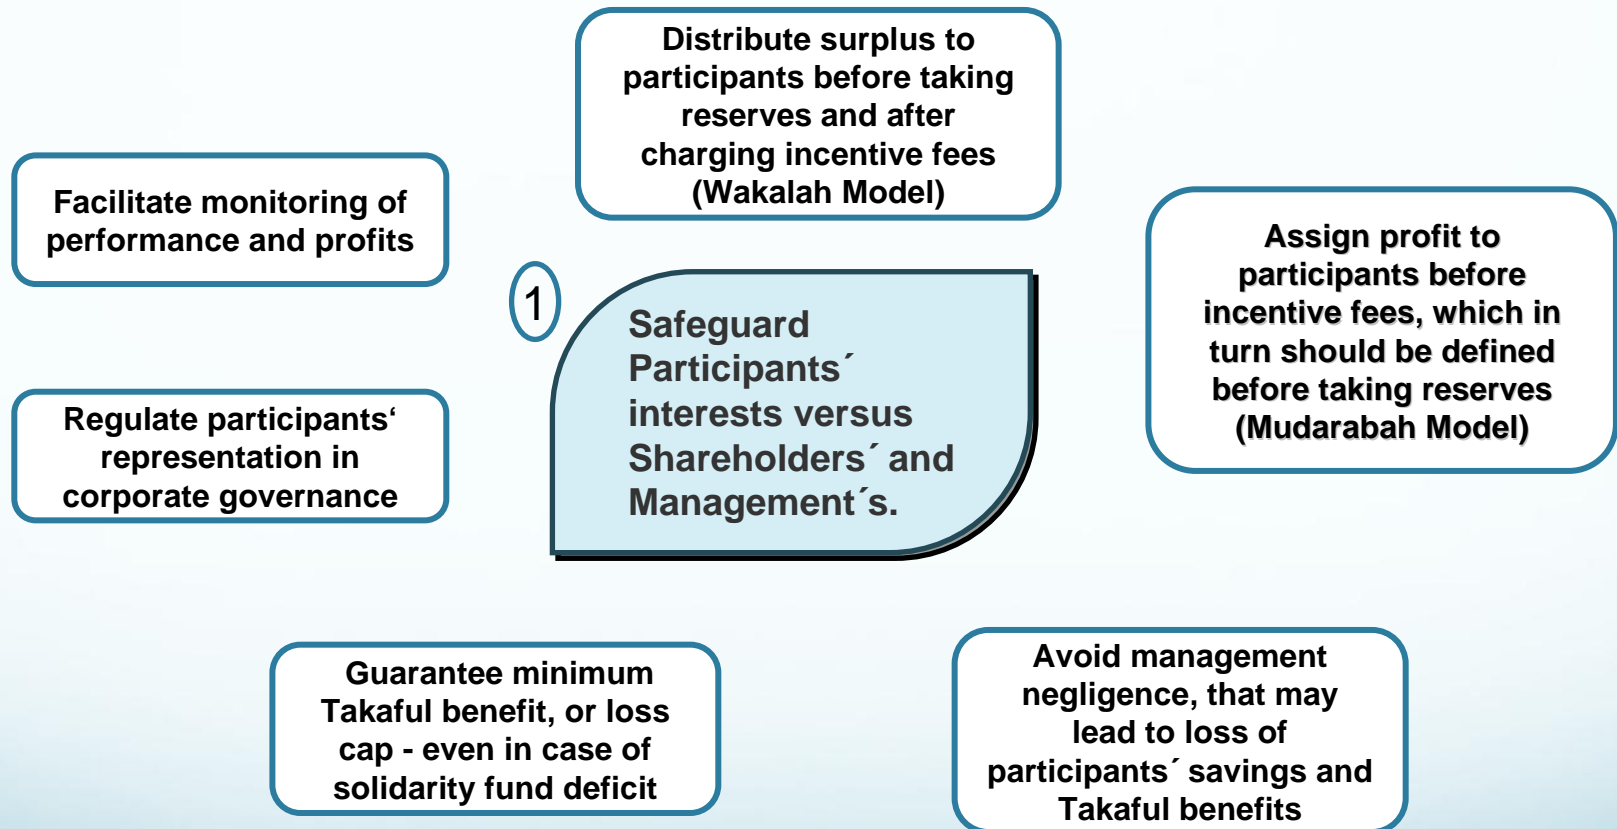 Distribute surplus to
participants before taking
reserves and after
charging incentive fees
(Wakalah Model)
Facilitate monitoring of
performance and profits
Assign profit to
participants before
incentive fees, which in
turn should be defined
before taking reserves
(Mudarabah Model)
1
Safeguard
Participants´
interests versus
Shareholders´ and
Management´s.
Regulate participants‘
representation in
corporate governance
Guarantee minimum
Takaful benefit, or loss
cap - even in case of
solidarity fund deficit
Avoid management
negligence, that may
lead to loss of
participants´ savings and
Takaful benefits